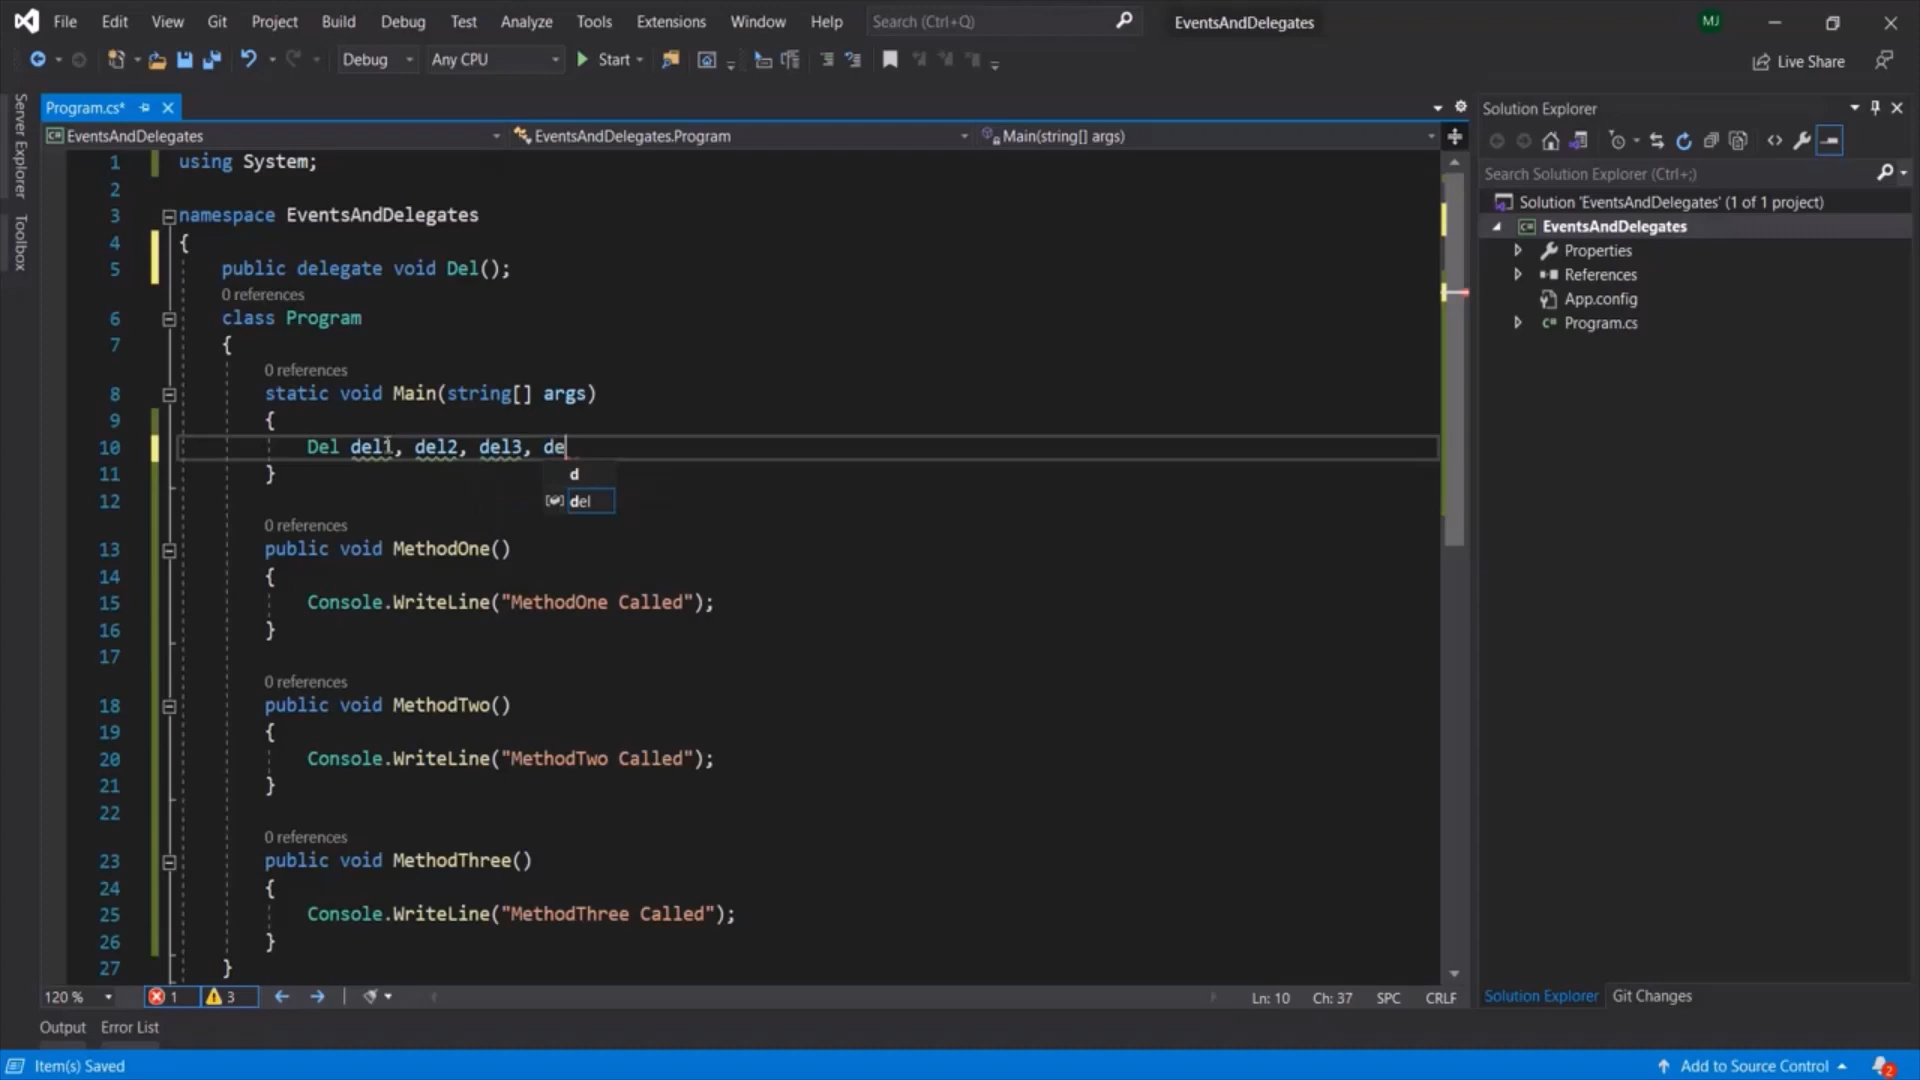 File Edit View Git Project Build Debug Test Analyze Tools Extensions Window Help Search (Ctrl+Q) EventsAndDelegates MJ
Debug Any CPU Start Live Share
Server Explorer
Toolbox
Program.cs*
EventsAndDelegates EventsAndDelegates.Program Main(string[] args)
1 using System;
2
3 namespace EventsAndDelegates
4 {
5 public delegate void Del();
0 references
6 class Program
7 {
0 references
8 static void Main(string[] args)
9 {
10 Del del1, del2, del3, de
d
del
11 }
12
0 references
13 public void MethodOne()
14 {
15 Console.WriteLine("MethodOne Called");
16 }
17
0 references
18 public void MethodTwo()
19 {
20 Console.WriteLine("MethodTwo Called");
21 }
22
0 references
23 public void MethodThree()
24 {
25 Console.WriteLine("MethodThree Called");
26 }
27 }
120 % 1 3 Ln: 10 Ch: 37 SPC CRLF
Solution Explorer
Search Solution Explorer (Ctrl+;)
Solution 'EventsAndDelegates' (1 of 1 project)
EventsAndDelegates
Properties
References
App.config
Program.cs
Solution Explorer Git Changes
Output Error List
Item(s) Saved Add to Source Control 2